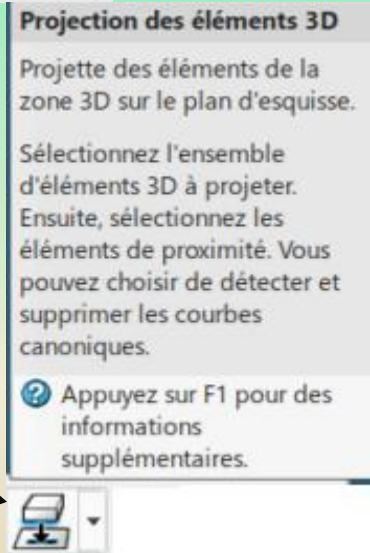 Projection des éléments 3D
Projette des éléments de la
zone 3D sur le plan d'esquisse.
Sélectionnez l'ensemble
d'éléments 3D à projeter.
Ensuite, sélectionnez les
éléments de proximité. Vous
pouvez choisir de détecter et
supprimer les courbes
canoniques.
Appuyez sur F1 pour des
informations
supplémentaires.